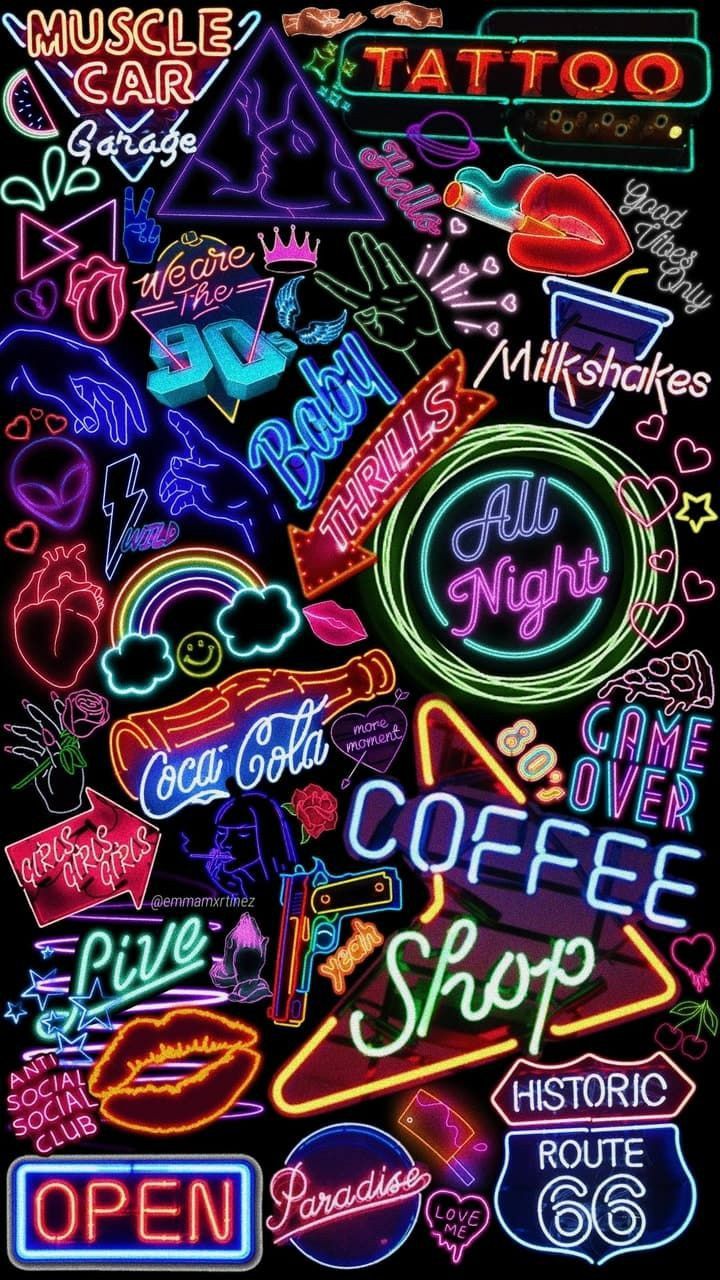 MUSCLE
CAR
Garage
TATTOO
Hello
Good
Vibes
Only
We are
The
90's
Milkshakes
Baby
THRILLS
All
Night
WILD
Coca-Cola
more
moment
80's
GAME
OVER
COFFEE
Shop
GIRLS GIRLS GIRLS
@emmamxrtinez
yeah
Live
ANTI
SOCIAL
SOCIAL
CLUB
HISTORIC
ROUTE
66
OPEN
Paradise
LOVE
ME